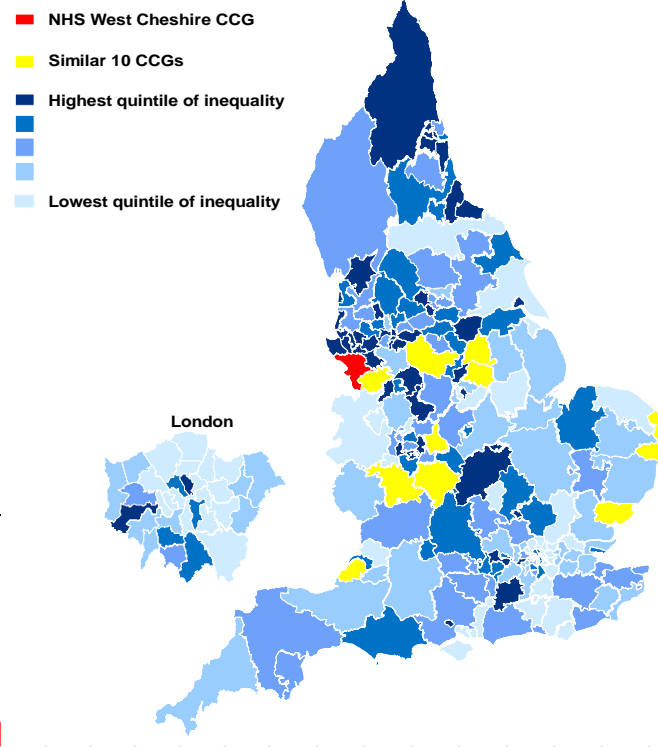 NHS West Cheshire CCG
Similar 10 CCGs
Highest quintile of inequality
Lowest quintile of inequality
London